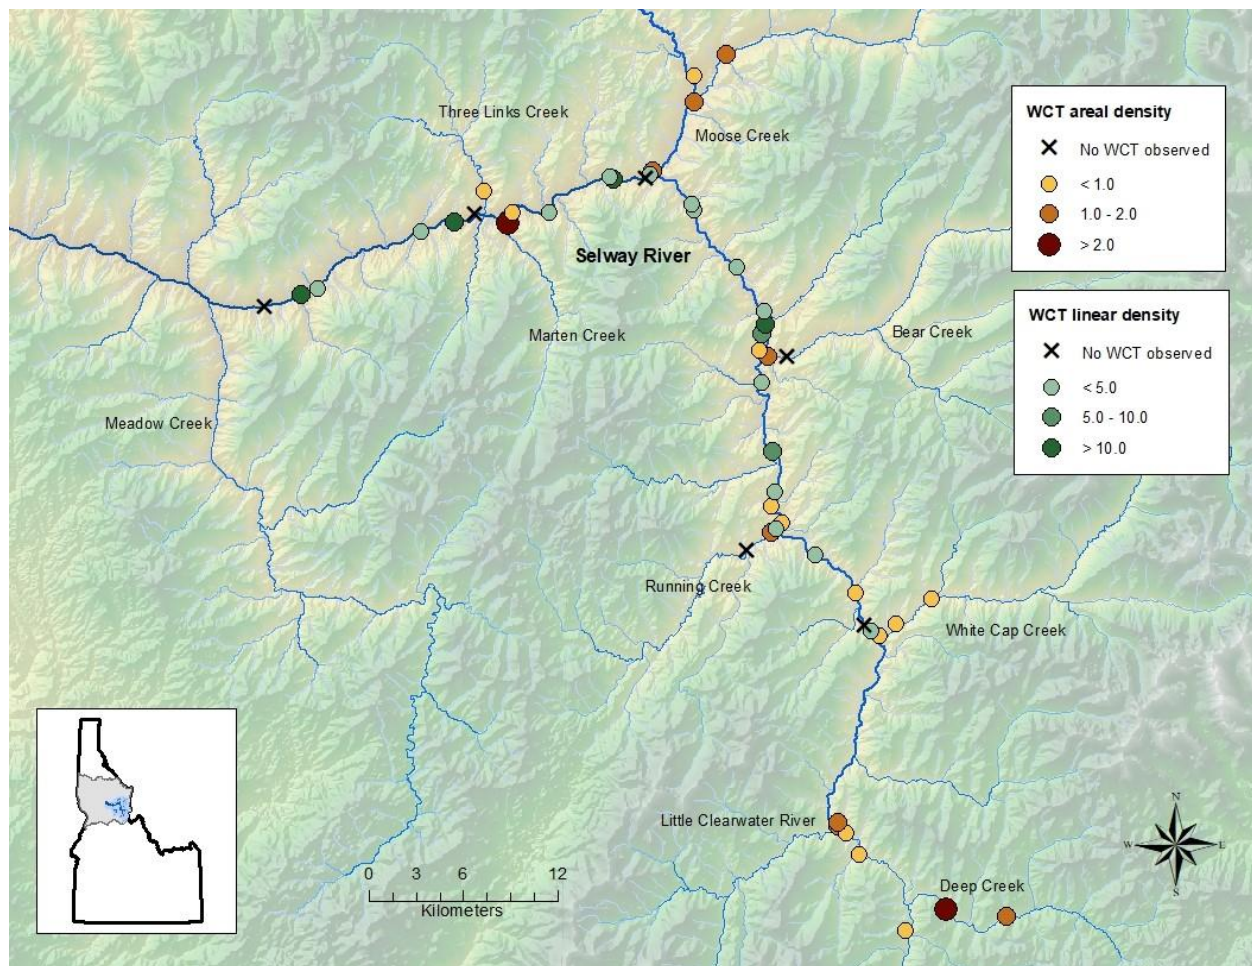 Three Links Creek
Moose Creek
WCT areal density
No WCT observed
< 1.0
1.0 - 2.0
> 2.0
Selway River
WCT linear density
No WCT observed
< 5.0
5.0 - 10.0
> 10.0
Marten Creek
Bear Creek
Meadow Creek
Running Creek
White Cap Creek
Little Clearwater River
N
W
E
S
0 3 6 12
Kilometers
Deep Creek